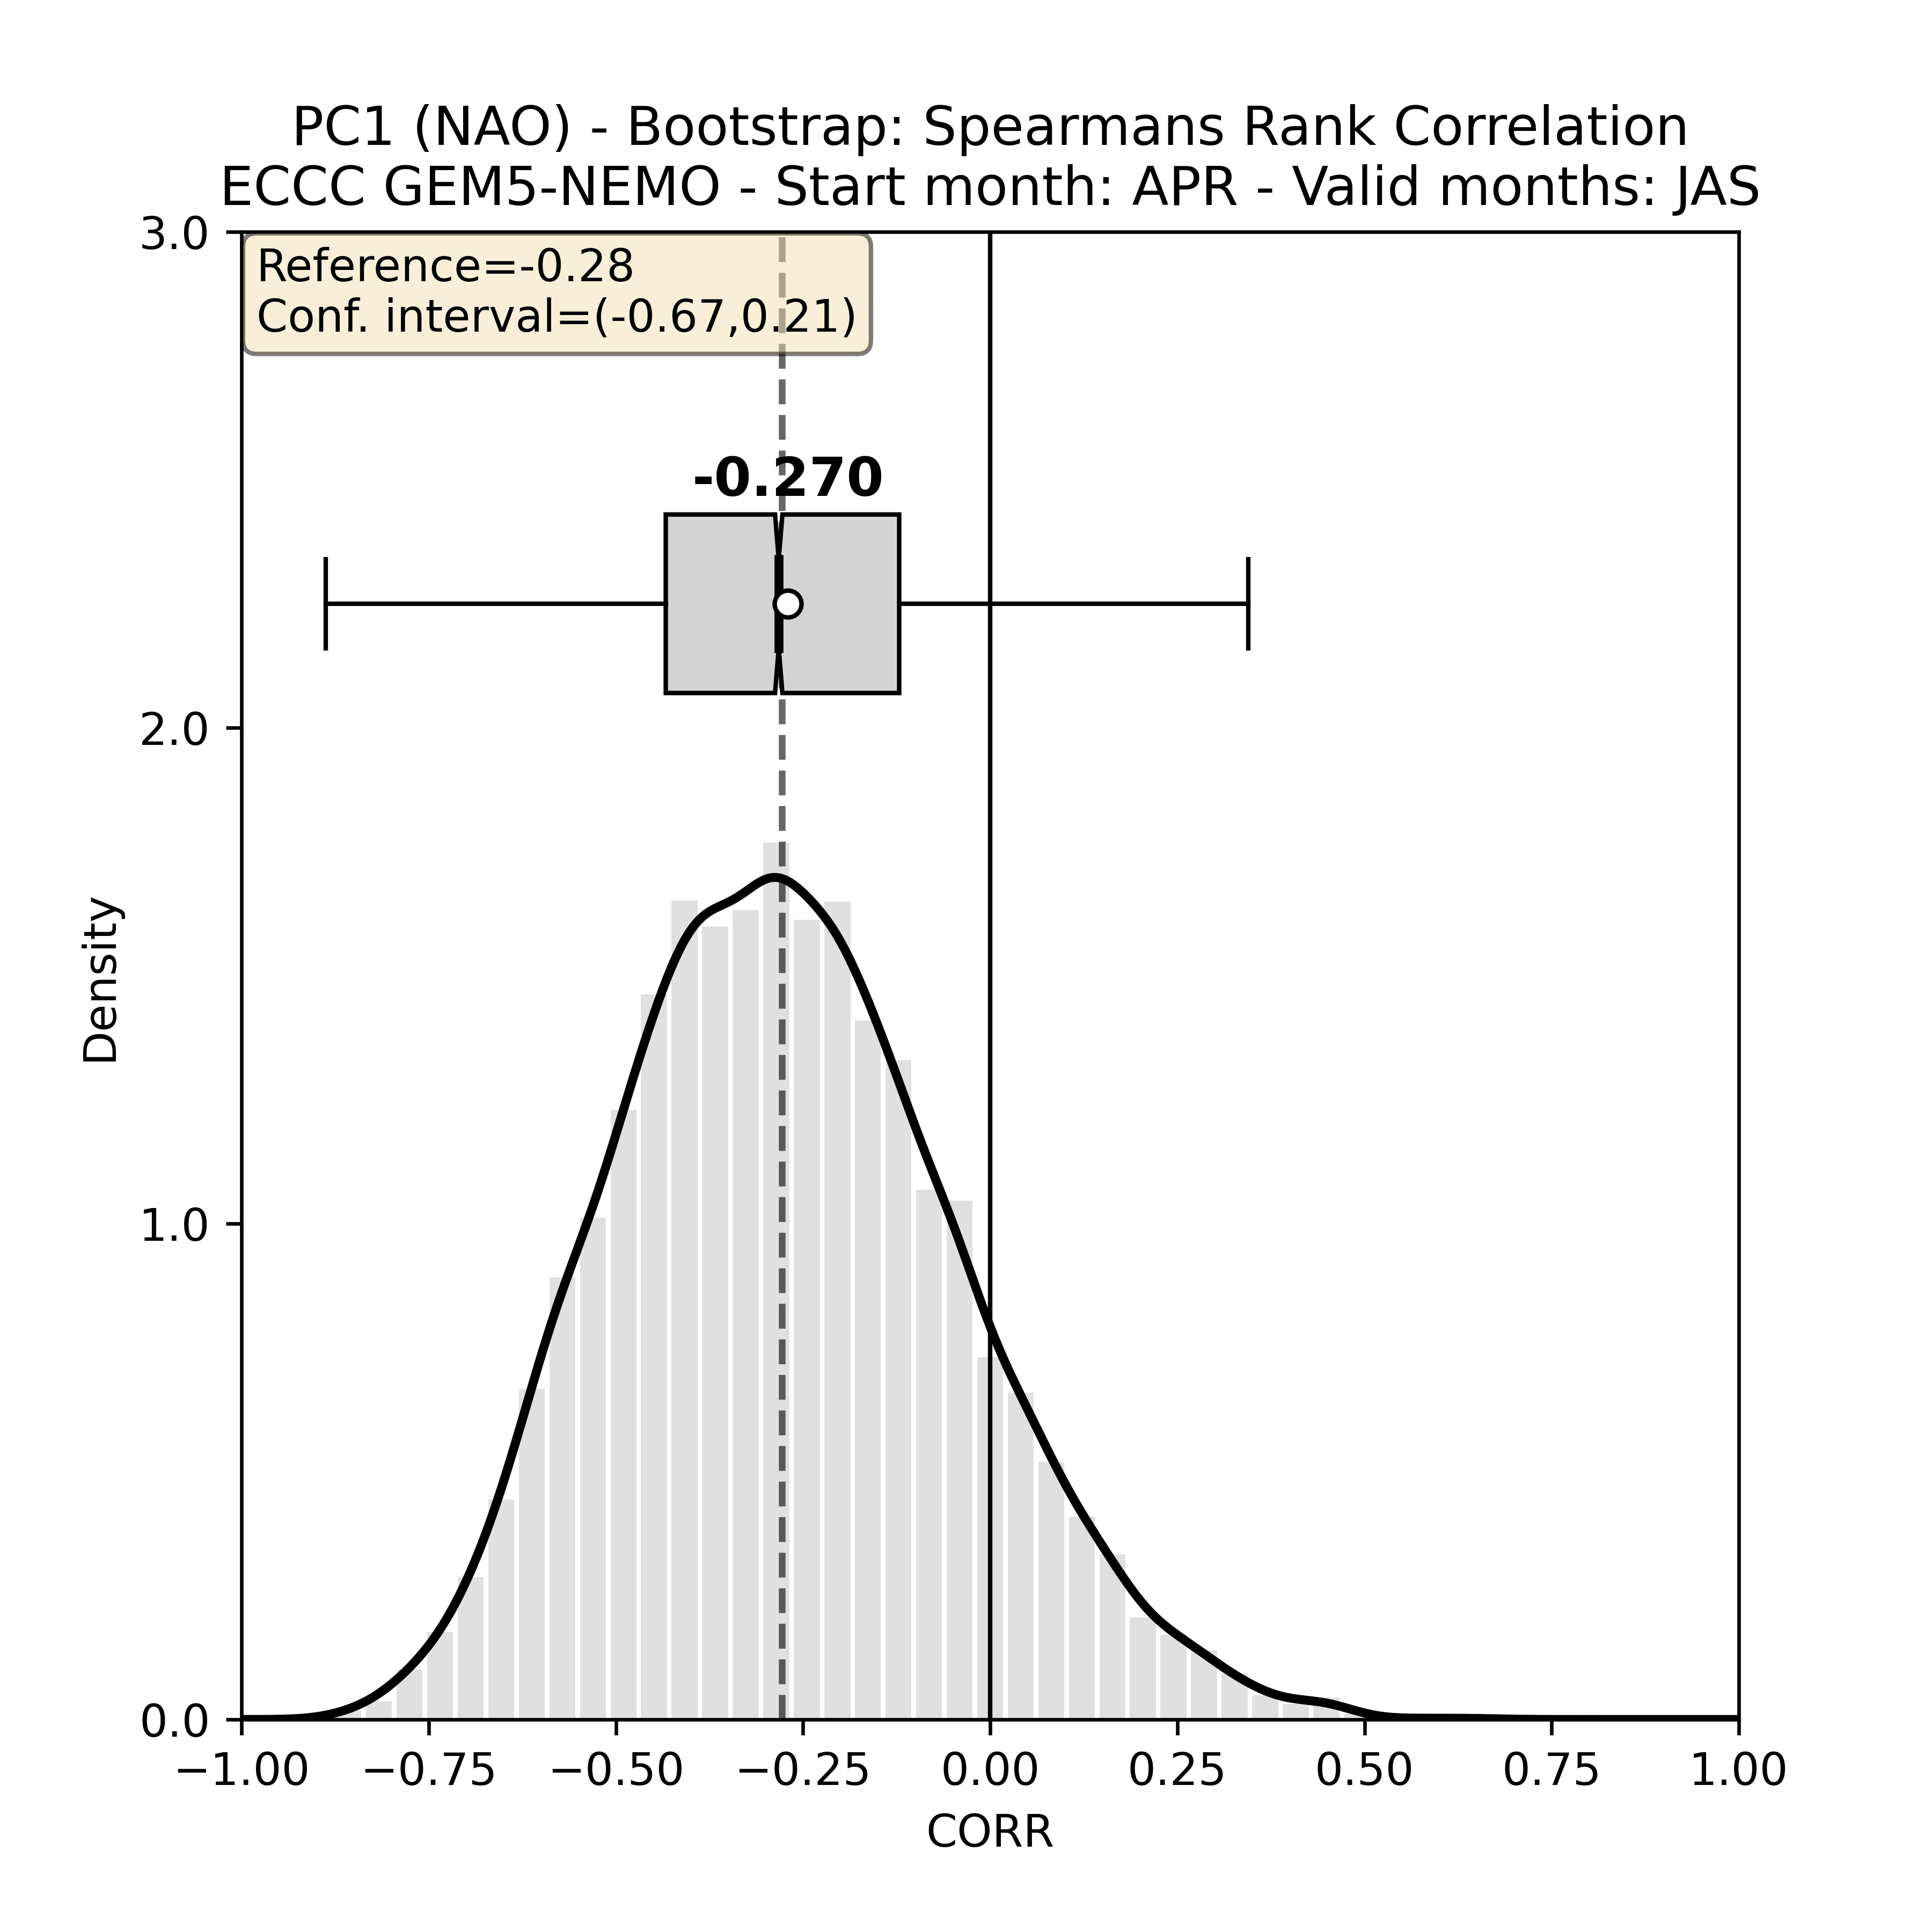 PC1 (NAO) - Bootstrap: Spearmans Rank Correlation
ECCC GEM5-NEMO - Start month: APR - Valid months: JAS
Reference=-0.28
Conf. interval=(-0.67,0.21)
-0.270
3.0
2.0
1.0
0.0
Density
−1.00 −0.75 −0.50 −0.25 0.00 0.25 0.50 0.75 1.00
CORR